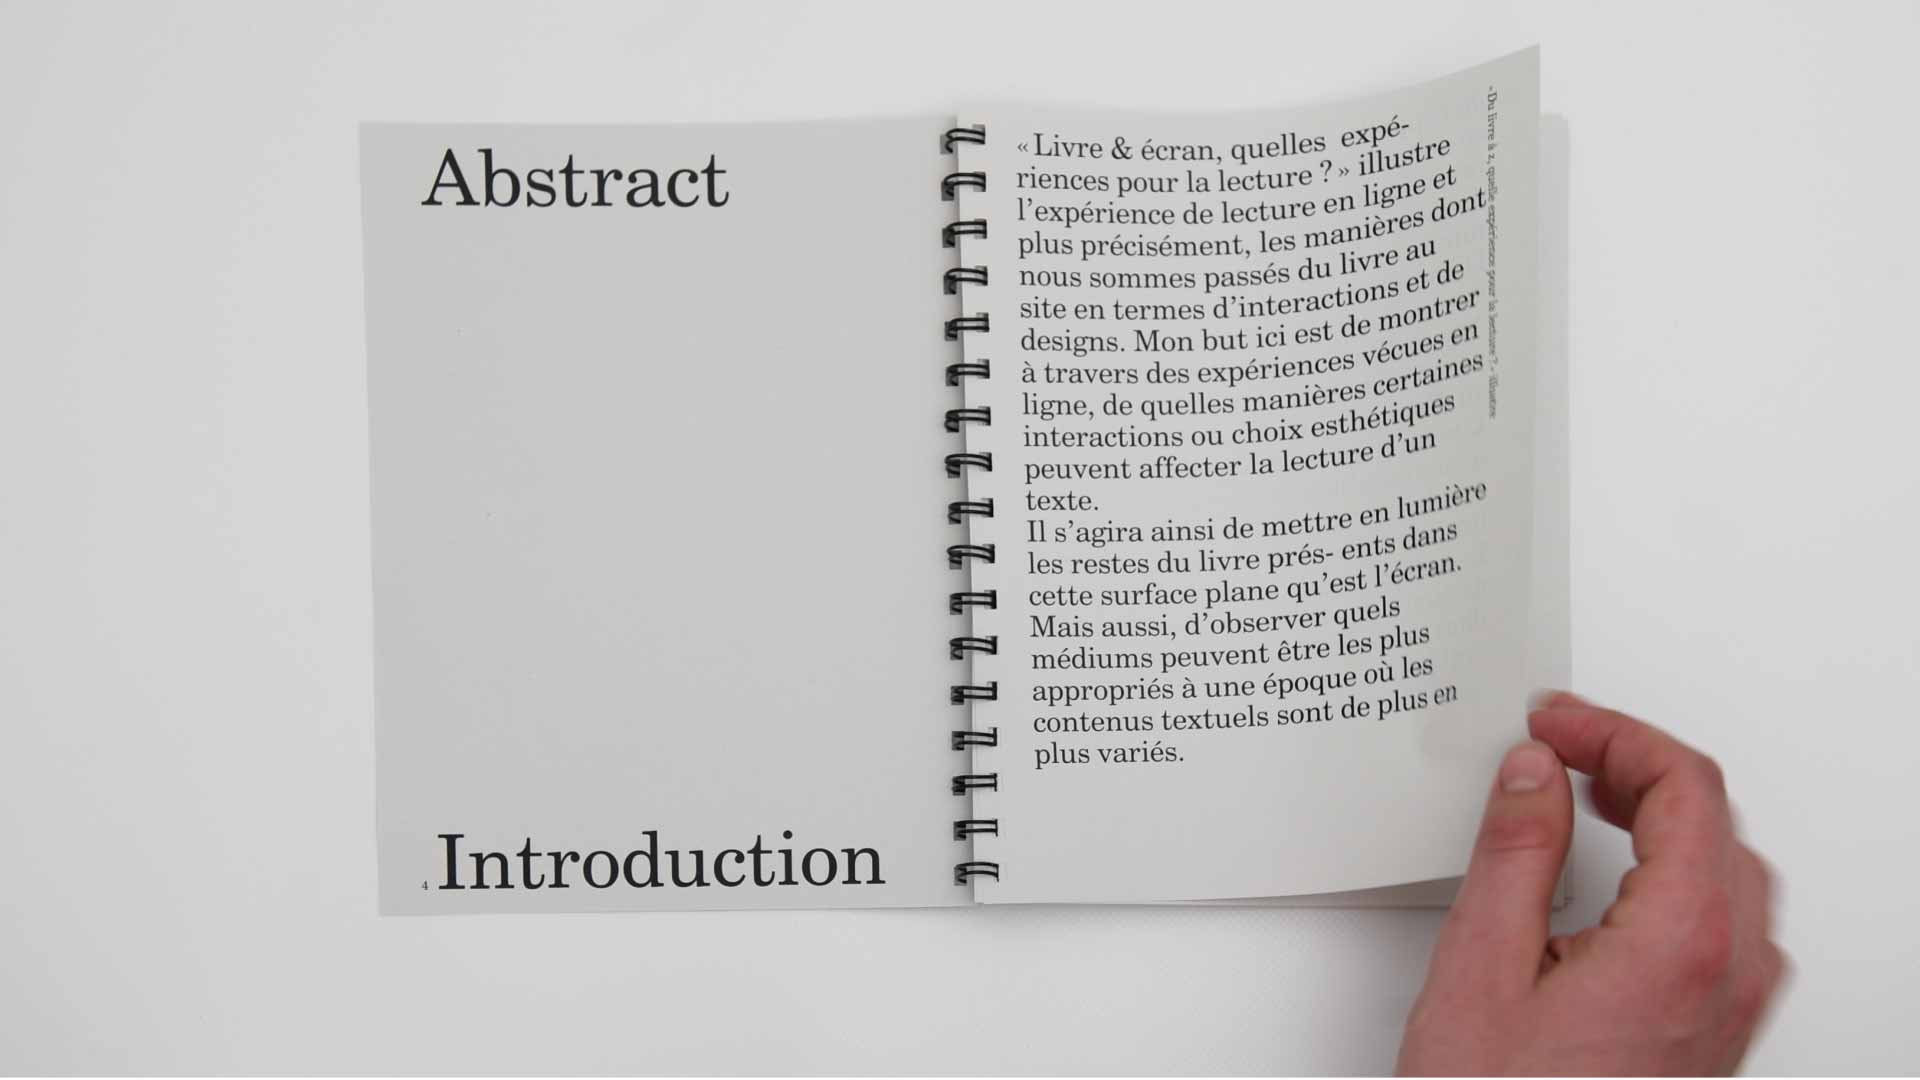 Abstract
4 Introduction
« Livre & écran, quelles expé-
riences pour la lecture ? » illustre
l’expérience de lecture en ligne et
plus précisément, les manières dont
nous sommes passés du livre au
site en termes d’interactions et de
designs. Mon but ici est de montrer
à travers des expériences vécues en
ligne, de quelles manières certaines
interactions ou choix esthétiques
peuvent affecter la lecture d’un
texte.
Il s’agira ainsi de mettre en lumière
les restes du livre prés- ents dans
cette surface plane qu’est l’écran.
Mais aussi, d’observer quels
médiums peuvent être les plus
appropriés à une époque où les
contenus textuels sont de plus en
plus variés.
« Du livre à z, quelle expérience pour la lecture ? » illustre